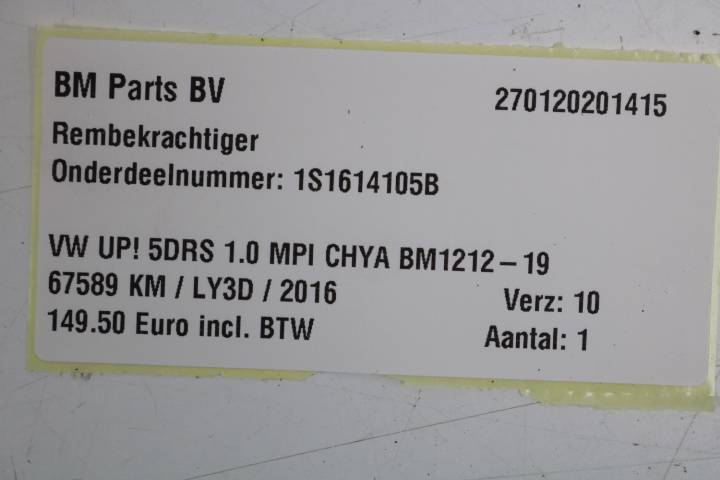 BM Parts BV 270120201415
Rembekrachtiger
Onderdeelnummer: 1S1614105B
VW UP! 5DRS 1.0 MPI CHYA BM1212-19
67589 KM / LY3D / 2016 Verz: 10
149.50 Euro incl. BTW Aantal: 1